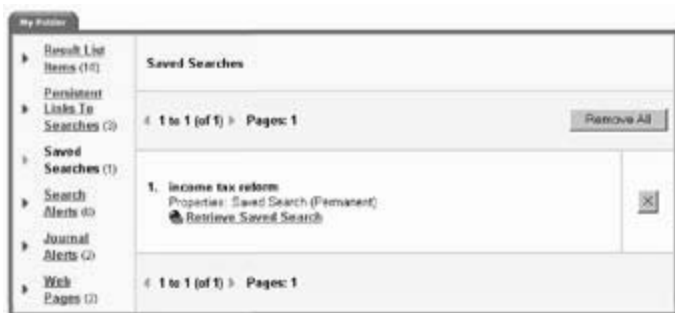 My Folder
Result List
Items (10)
Persistent
Links To
Searches (3)
Saved
Searches (1)
Search
Alerts (0)
Journal
Alerts (2)
Web
Pages (2)
Saved Searches
1 to 1 (of 1) Pages: 1
Remove All
1. income tax reform
Properties: Saved Search (Permanent)
Retrieve Saved Search
1 to 1 (of 1) Pages: 1